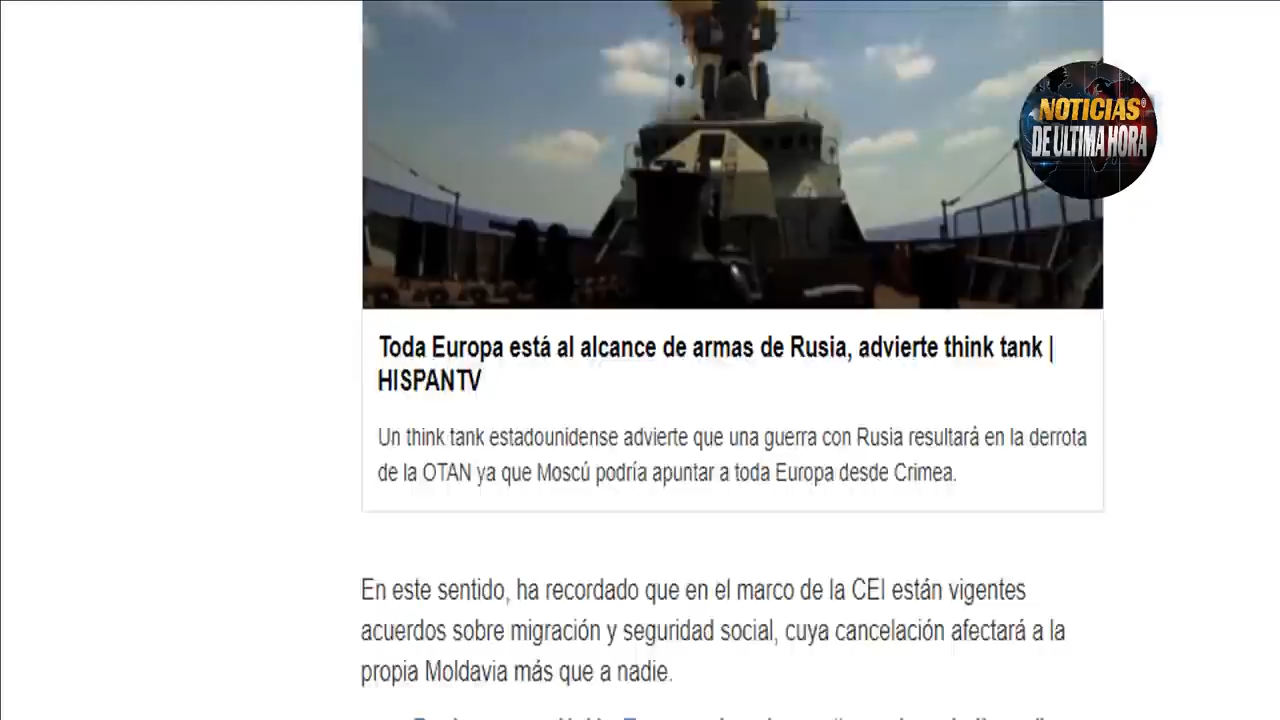 NOTICIAS
DE ULTIMA HORA
Toda Europa está al alcance de armas de Rusia, advierte think tank |
HISPANTV
Un think tank estadounidense advierte que una guerra con Rusia resultará en la derrota
de la OTAN ya que Moscú podría apuntar a toda Europa desde Crimea.
En este sentido, ha recordado que en el marco de la CEI están vigentes
acuerdos sobre migración y seguridad social, cuya cancelación afectará a la
propia Moldavia más que a nadie.